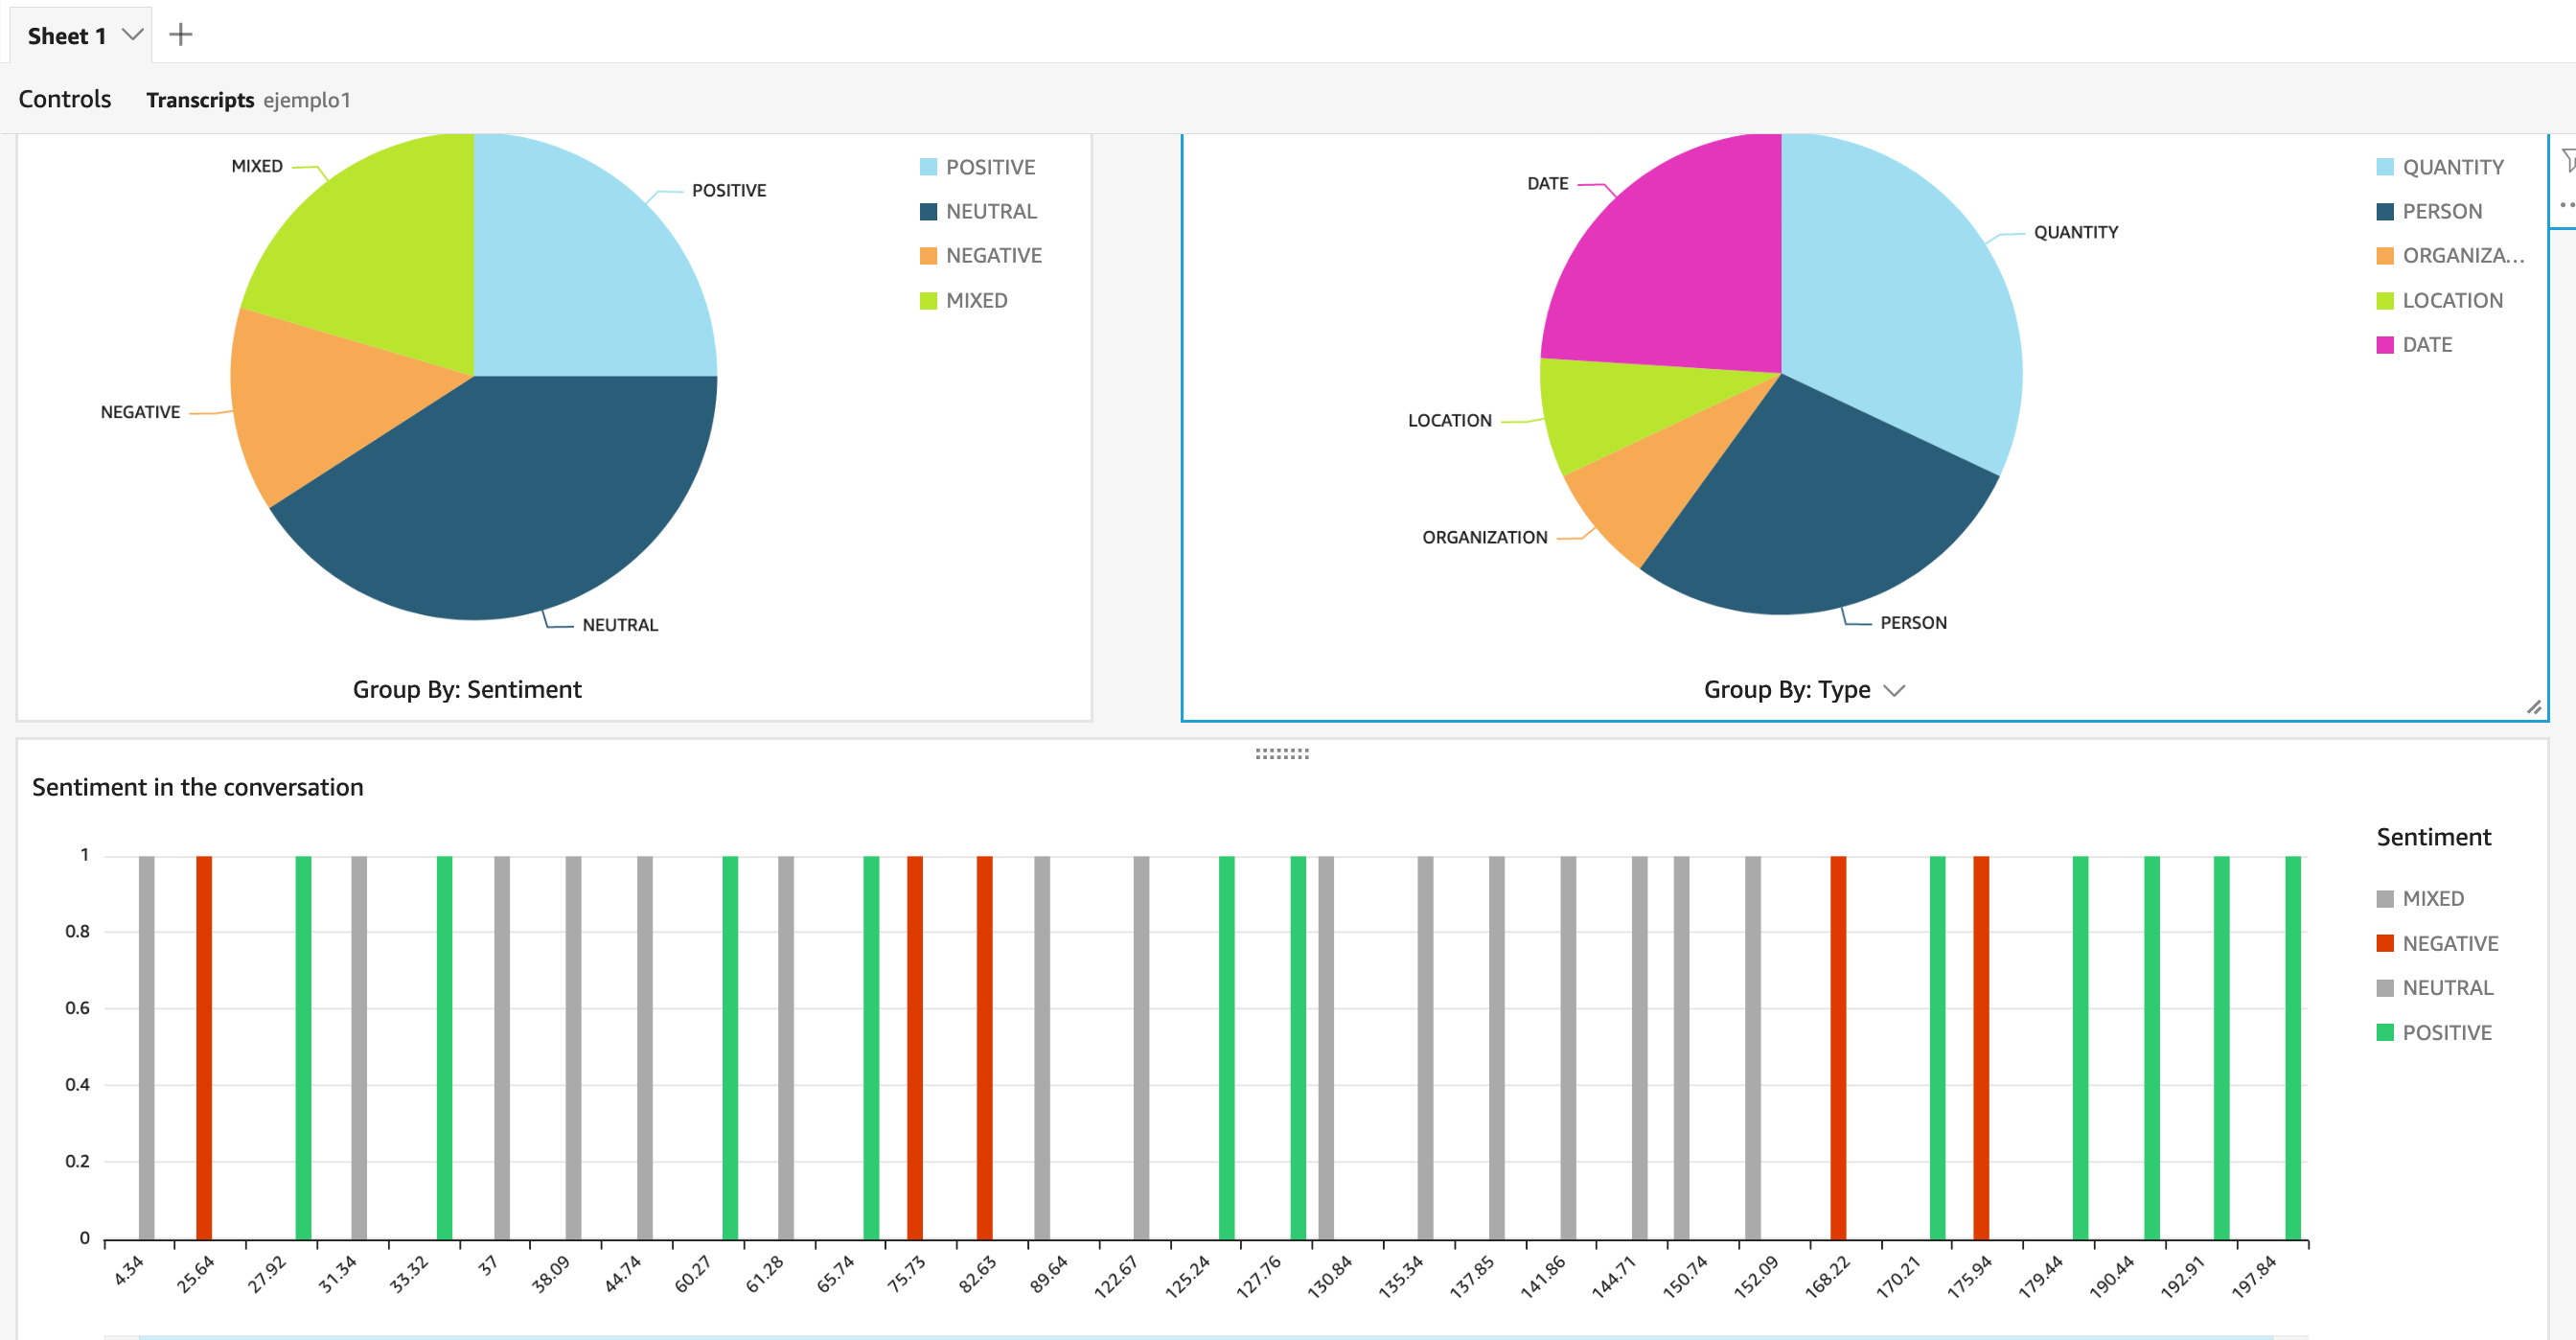 Sheet 1
Controls Transcripts ejemplo1
MIXED
POSITIVE
NEGATIVE
NEUTRAL
POSITIVE
NEUTRAL
NEGATIVE
MIXED
Group By: Sentiment
DATE
QUANTITY
LOCATION
ORGANIZATION
PERSON
QUANTITY
PERSON
ORGANIZA...
LOCATION
DATE
Group By: Type
Sentiment in the conversation
1
0.8
0.6
0.4
0.2
0
4.34
25.64
27.92
31.34
33.32
37
38.09
44.74
60.27
61.28
65.74
75.73
82.63
89.64
122.67
125.24
127.76
130.84
135.34
137.85
141.86
144.71
150.74
152.09
168.22
170.21
175.94
179.44
190.44
192.91
197.84
Sentiment
MIXED
NEGATIVE
NEUTRAL
POSITIVE